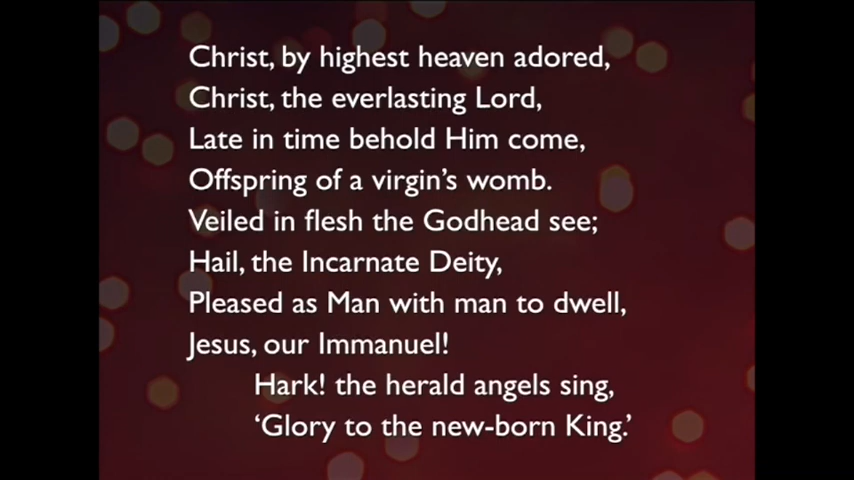 Christ, by highest heaven adored,
Christ, the everlasting Lord,
Late in time behold Him come,
Offspring of a virgin’s womb.
Veiled in flesh the Godhead see;
Hail, the Incarnate Deity,
Pleased as Man with man to dwell,
Jesus, our Immanuel!
Hark! the herald angels sing,
‘Glory to the new-born King.’